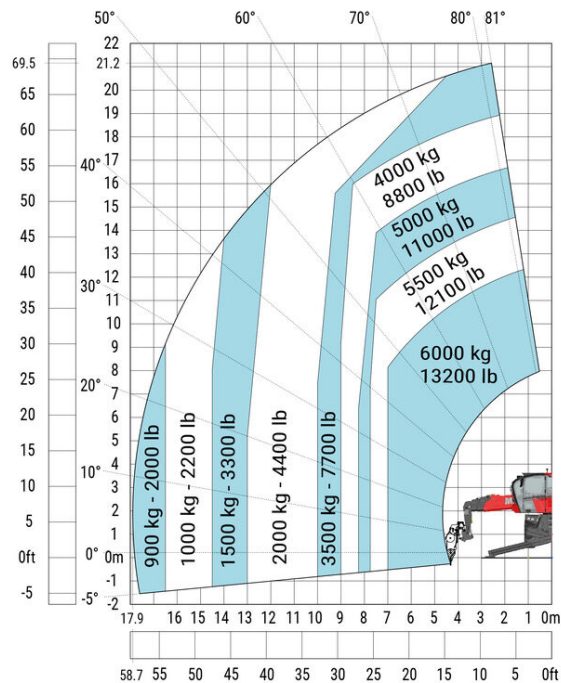 50° 60° 70° 80° 81°
22
69.5 21.2
65 20
19
60 18
55 40° 17
16
50 15
14
45 13
40 12
30° 11
35 10
30 9
8
25 20° 7
20 6
5
15 4
10 10° 3
2
5 1
0ft 0° 0m
-1
-5 -5° -2
4000 kg
8800 lb
5000 kg
11000 lb
5500 kg
12100 lb
6000 kg
13200 lb
900 kg - 2000 lb
1000 kg - 2200 lb
1500 kg - 3300 lb
2000 kg - 4400 lb
3500 kg - 7700 lb
17.9 16 15 14 13 12 11 10 9 8 7 6 5 4 3 2 1 0m
58.7 55 50 45 40 35 30 25 20 15 10 5 0ft